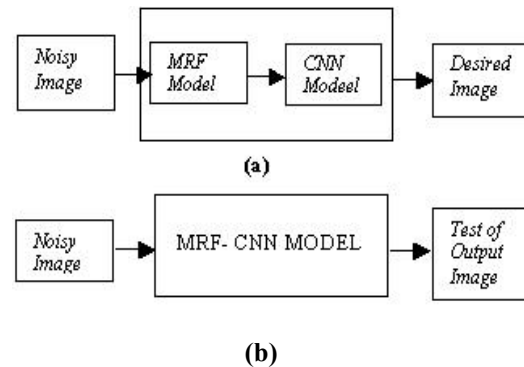 Noisy
Image
MRF
Model
CNN
Modeel
Desired
Image
(a)
Noisy
Image
MRF- CNN MODEL
Test of
Output
Image
(b)